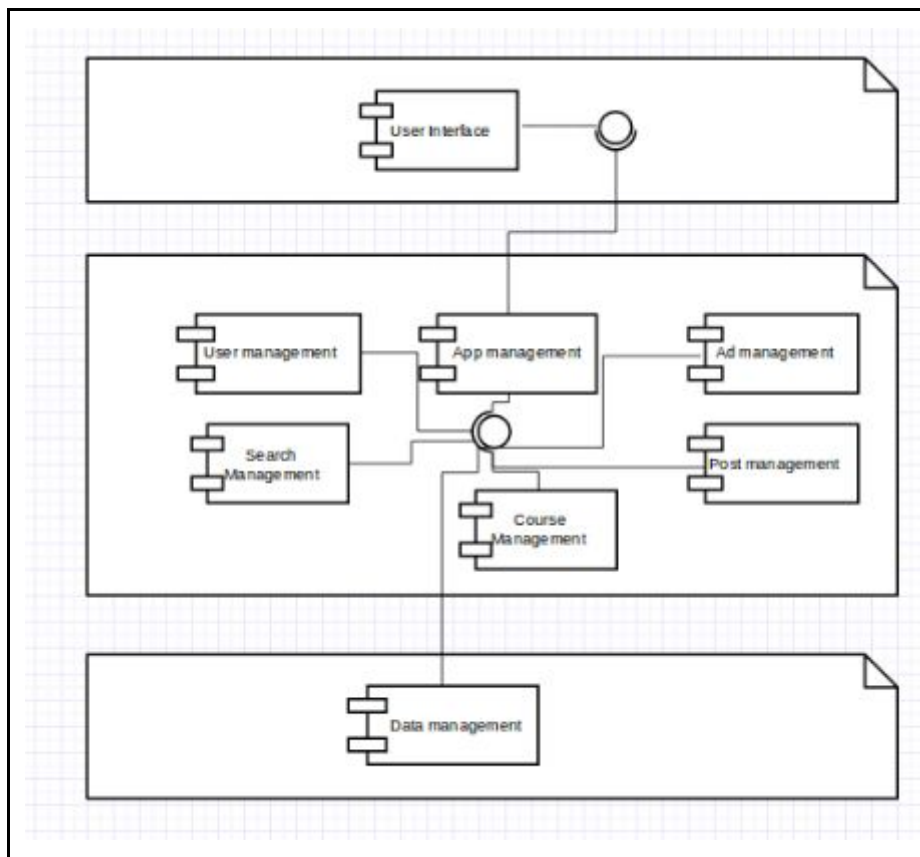 User Interface
User management
App management
Ad management
Search
Management
Post management
Course
Management
Data management